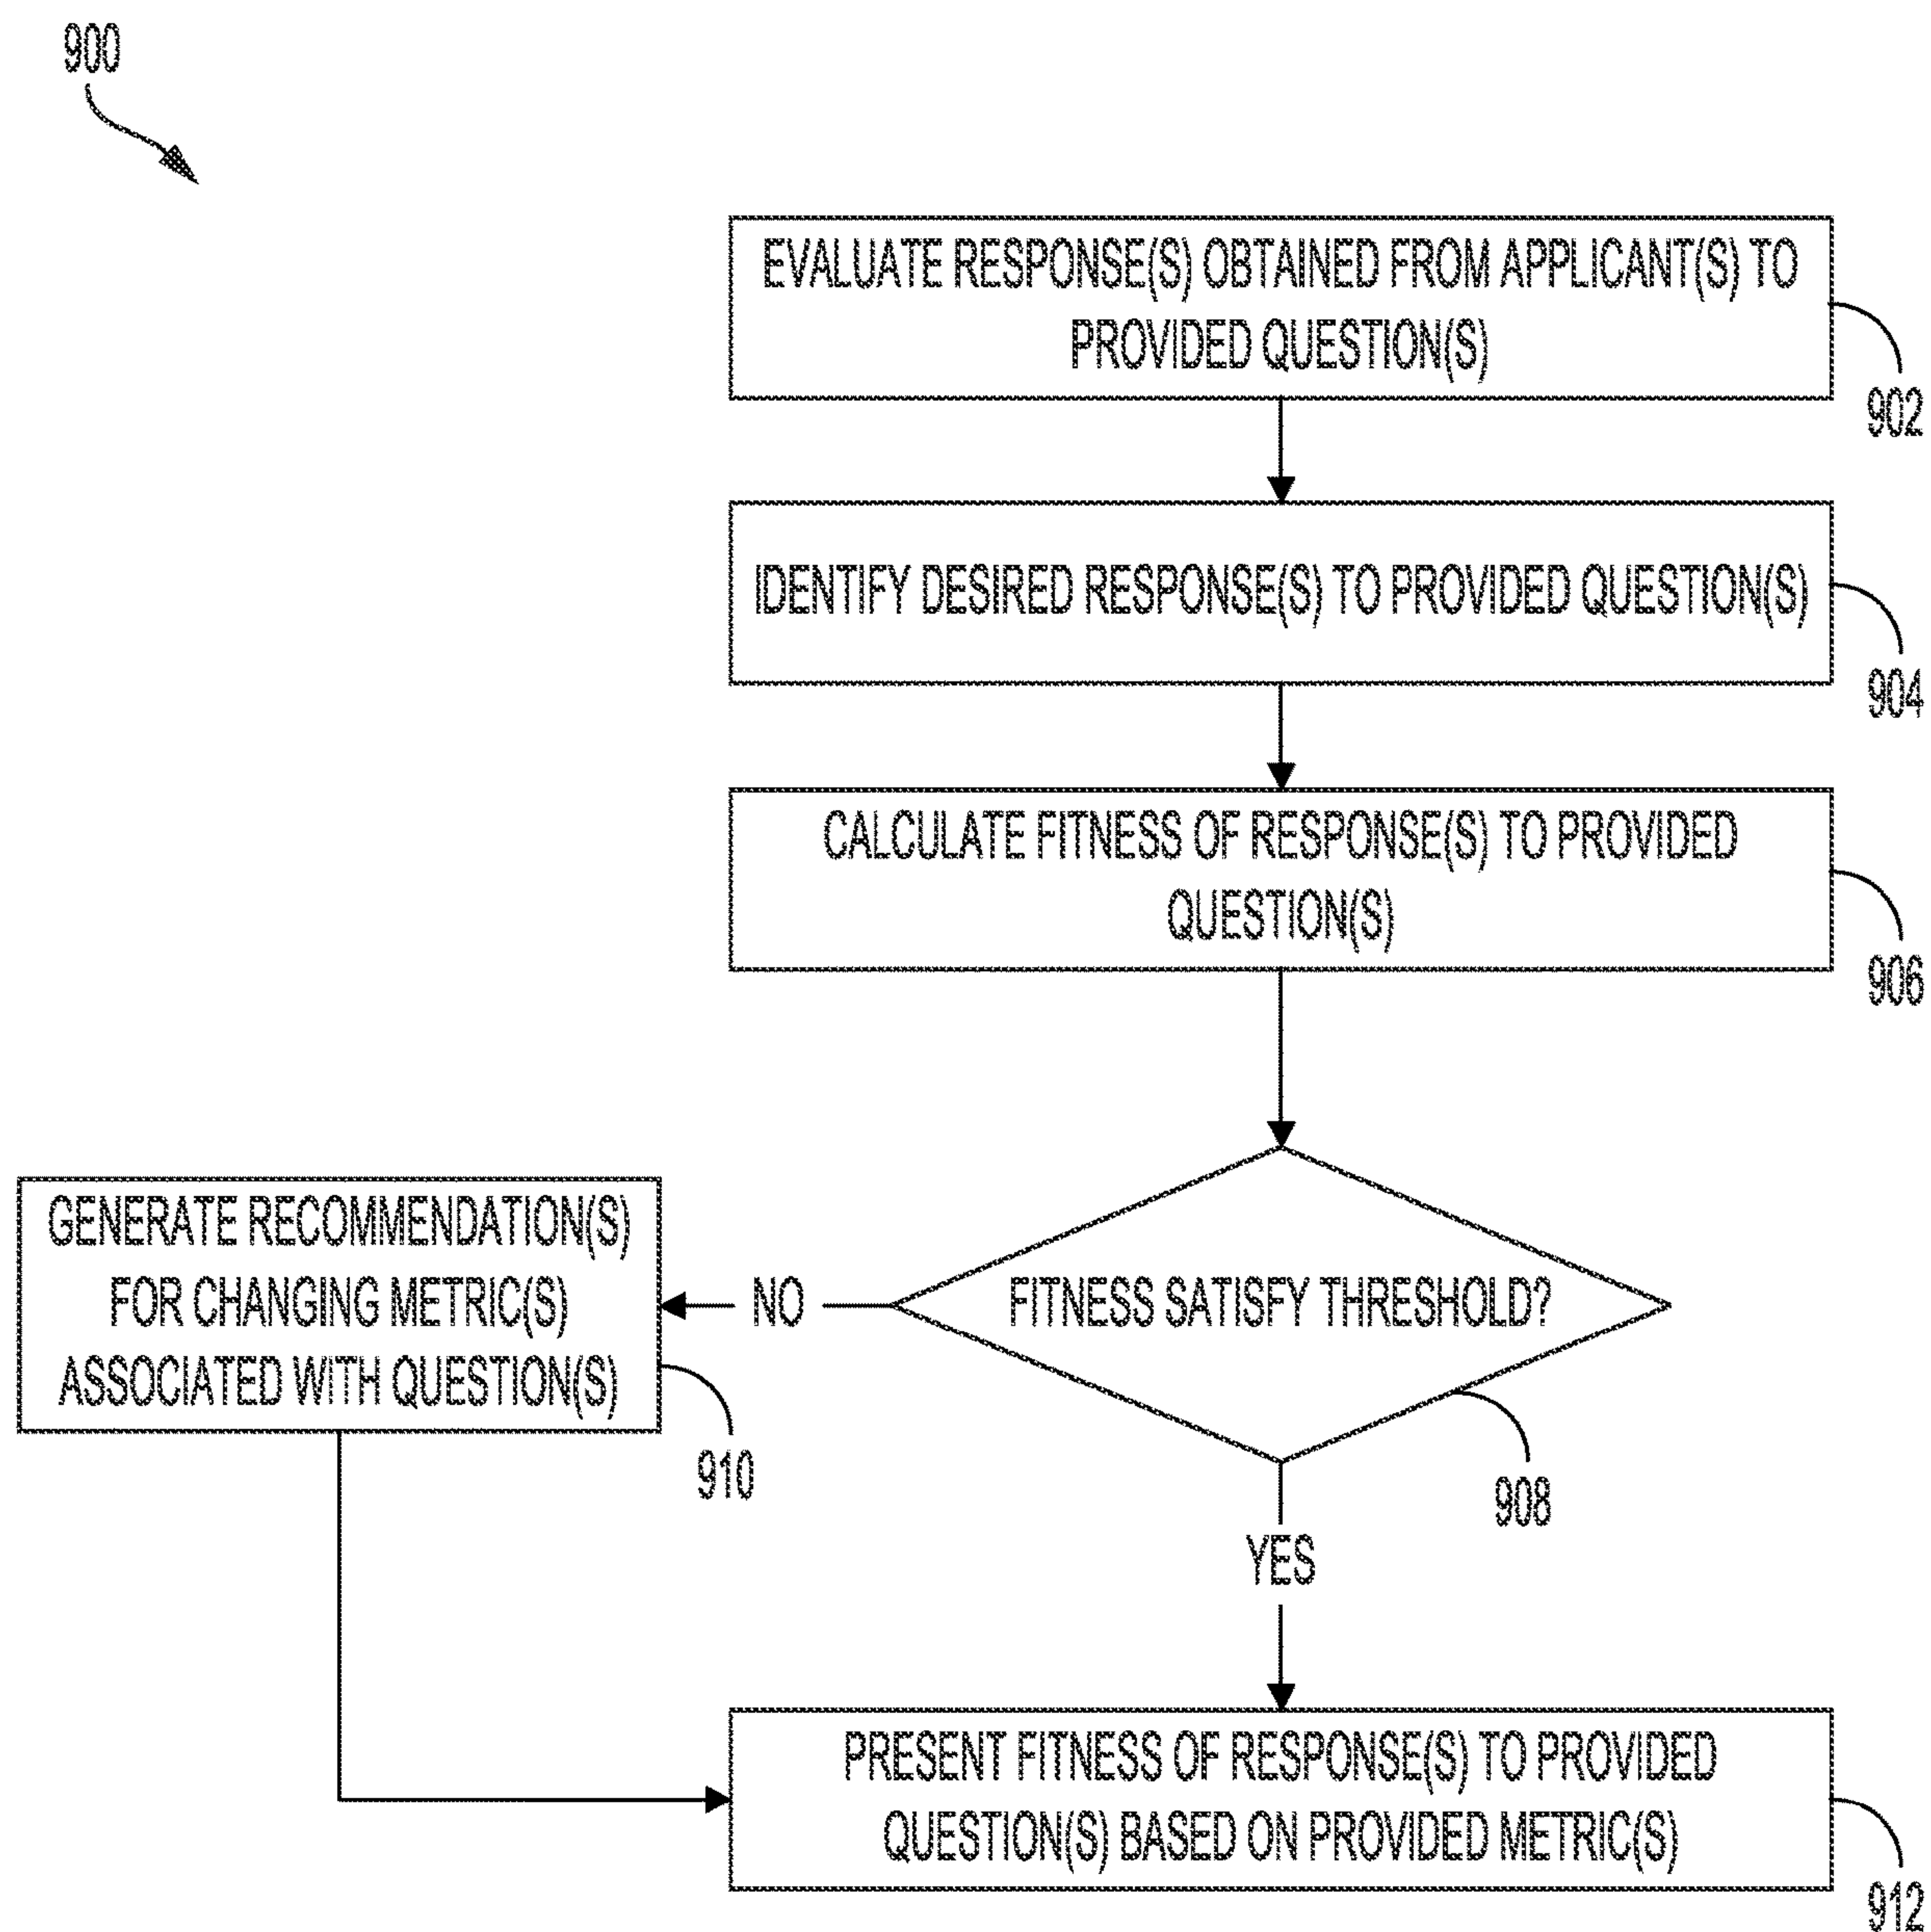 900
EVALUATE RESPONSE(S) OBTAINED FROM APPLICANT(S) TO
PROVIDED QUESTION(S)
902
IDENTIFY DESIRED RESPONSE(S) TO PROVIDED QUESTION(S)
904
CALCULATE FITNESS OF RESPONSE(S) TO PROVIDED
QUESTION(S)
906
FITNESS SATISFY THRESHOLD?
908
NO
GENERATE RECOMMENDATION(S)
FOR CHANGING METRIC(S)
ASSOCIATED WITH QUESTION(S)
910
YES
PRESENT FITNESS OF RESPONSE(S) TO PROVIDED
QUESTION(S) BASED ON PROVIDED METRIC(S)
912